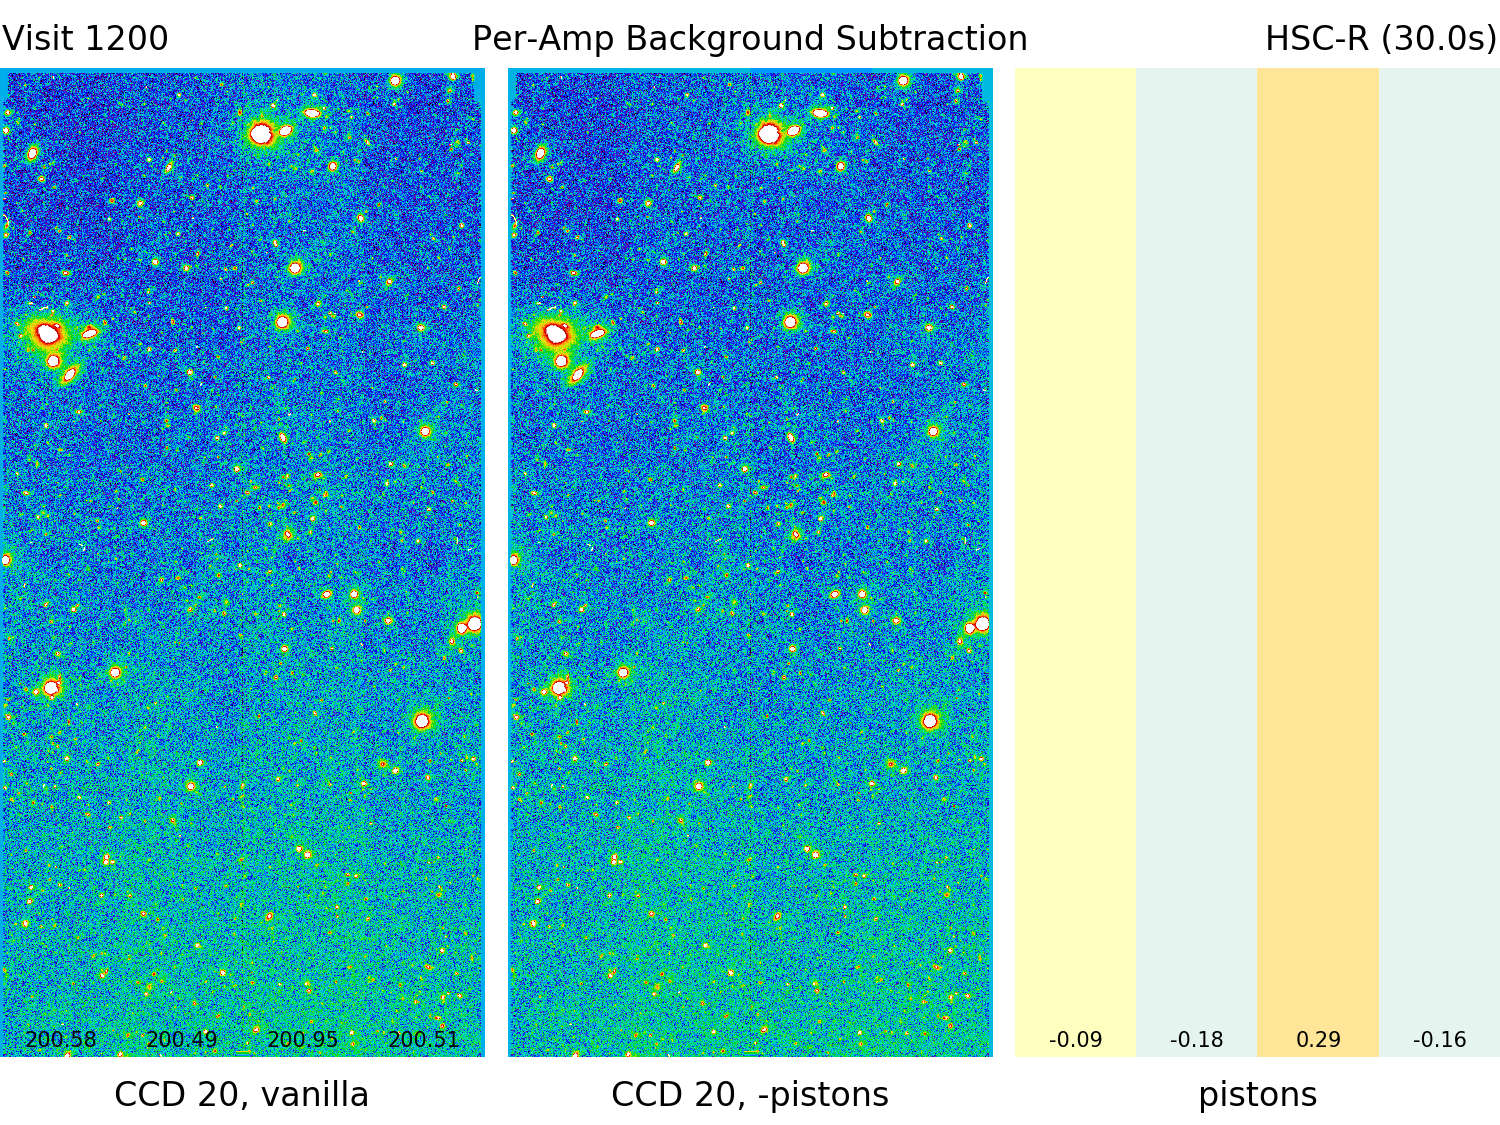 Visit 1200 Per-Amp Background Subtraction HSC-R (30.0s)
200.58 200.49 200.95 200.51 -0.09 -0.18 0.29 -0.16
CCD 20, vanilla CCD 20, -pistons pistons